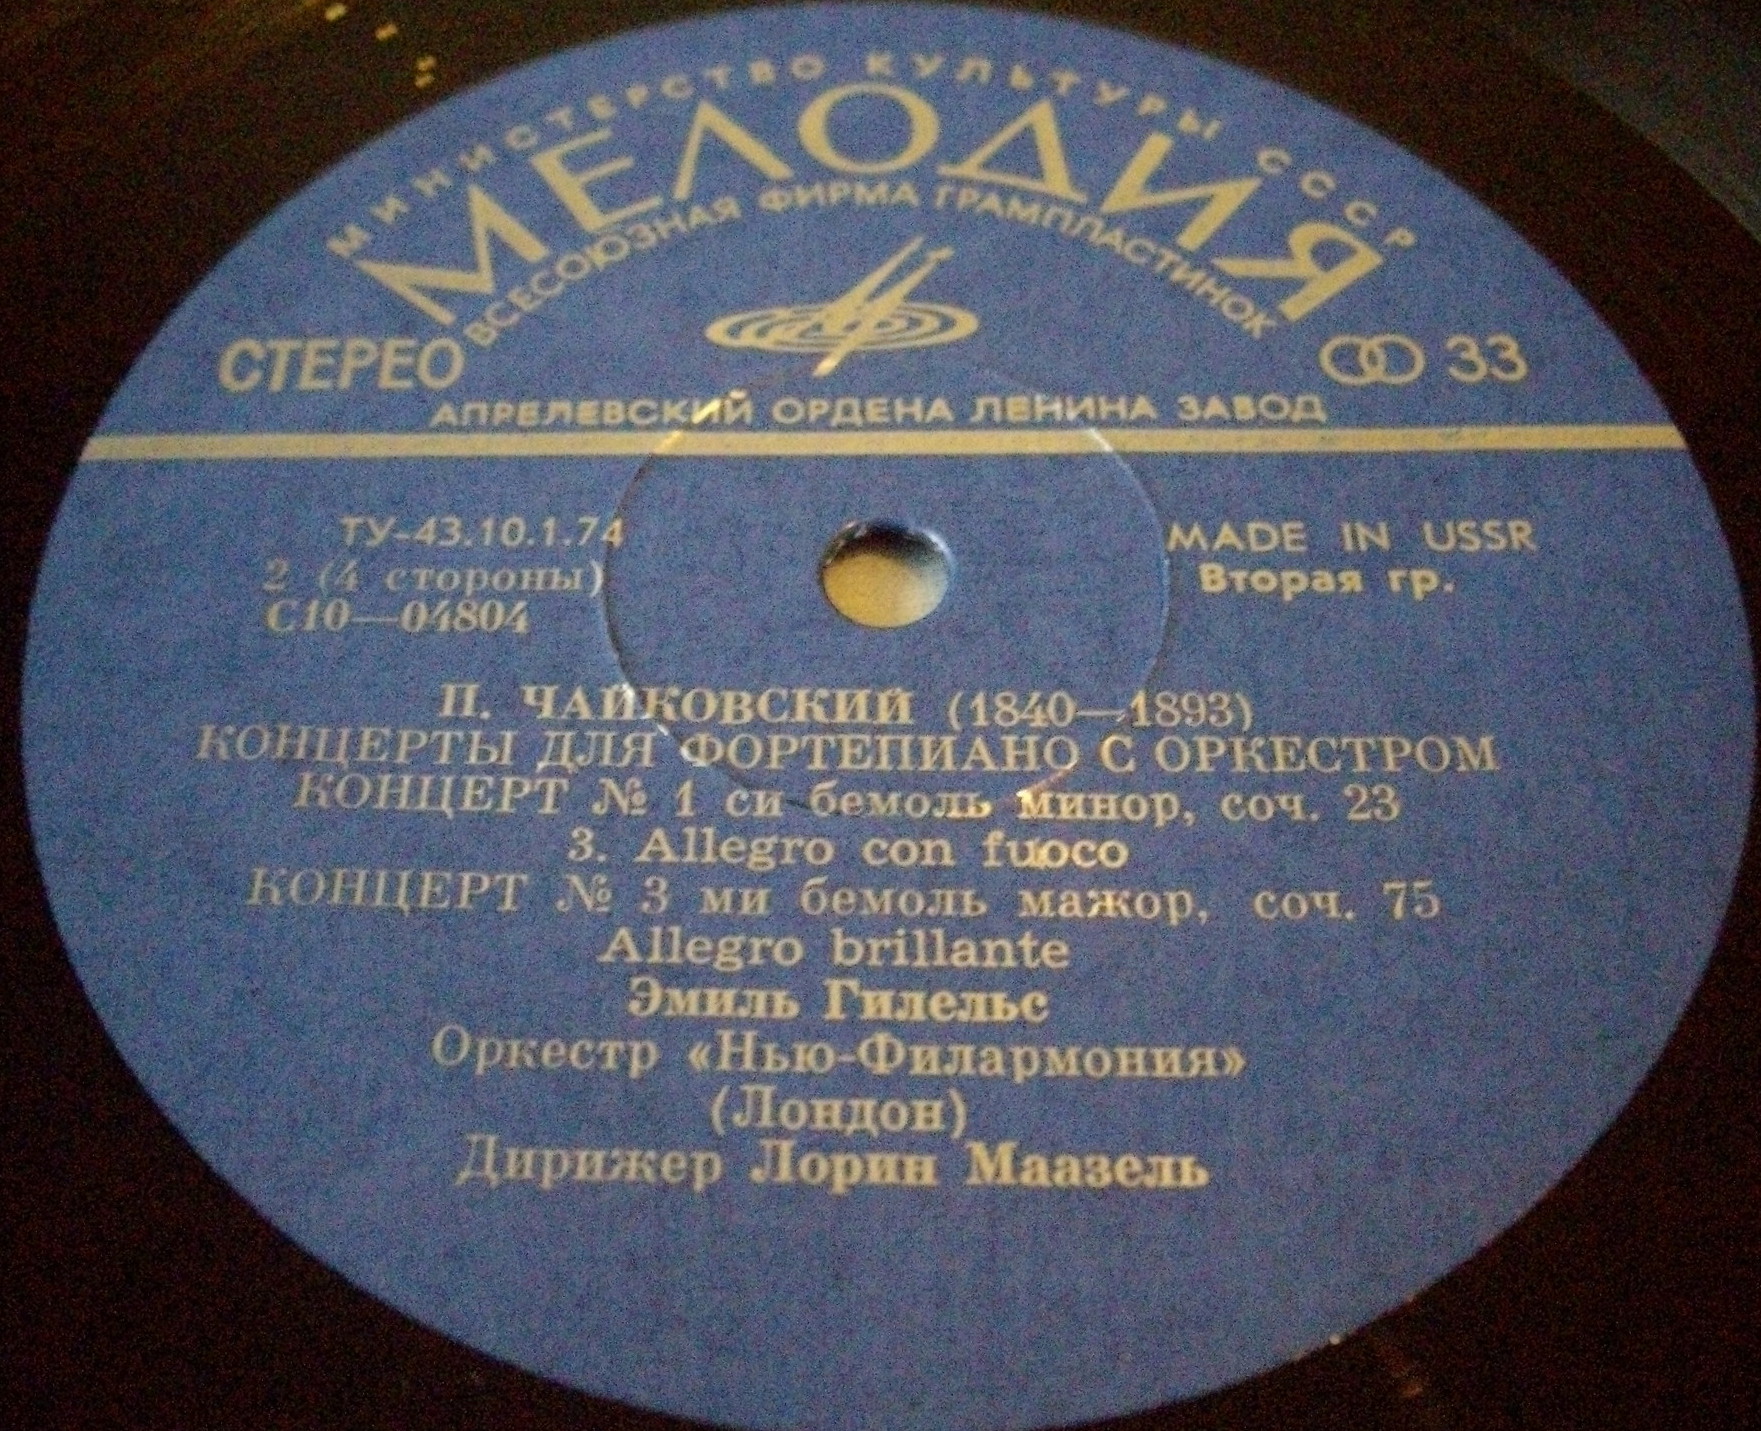 МИНИСТЕРСТВО КУЛЬТУРЫ СССР
МЕЛОДИЯ
ВСЕСОЮЗНАЯ ФИРМА ГРАМПЛАСТИНОК
СТЕРЕО
33
АПРЕЛЕВСКИЙ ОРДЕНА ЛЕНИНА ЗАВОД
ТУ-43.10.1.74
MADE IN USSR
2 (4 стороны)
Вторая гр.
С10—04804
П. ЧАЙКОВСКИЙ (1840—1893)
КОНЦЕРТЫ ДЛЯ ФОРТЕПИАНО С ОРКЕСТРОМ
КОНЦЕРТ № 1 си бемоль минор, соч. 23
3. Allegro con fuoco
КОНЦЕРТ № 3 ми бемоль мажор, соч. 75
Allegro brillante
Эмиль Гилельс
Оркестр «Нью-Филармония»
(Лондон)
Дирижер Лорин Маазель